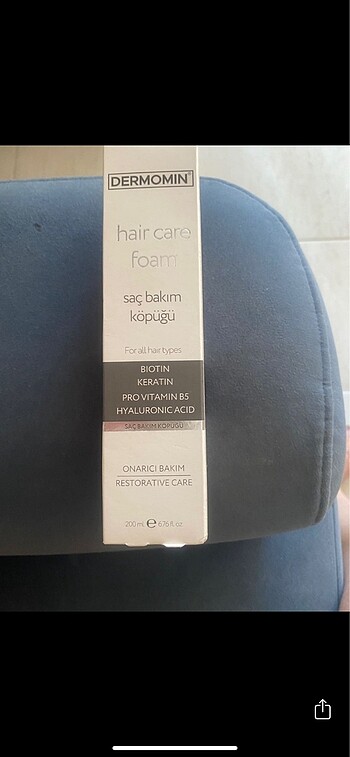 DERMOMIN®
hair care
foam
saç bakım
köpüğü
For all hair types
BIOTIN
KERATIN
PRO VITAMIN B5
HYALURONIC ACID
SAÇ BAKIM KÖPÜĞÜ
ONARICI BAKIM
RESTORATIVE CARE
200 ml ℮ 6.76 fl. oz.